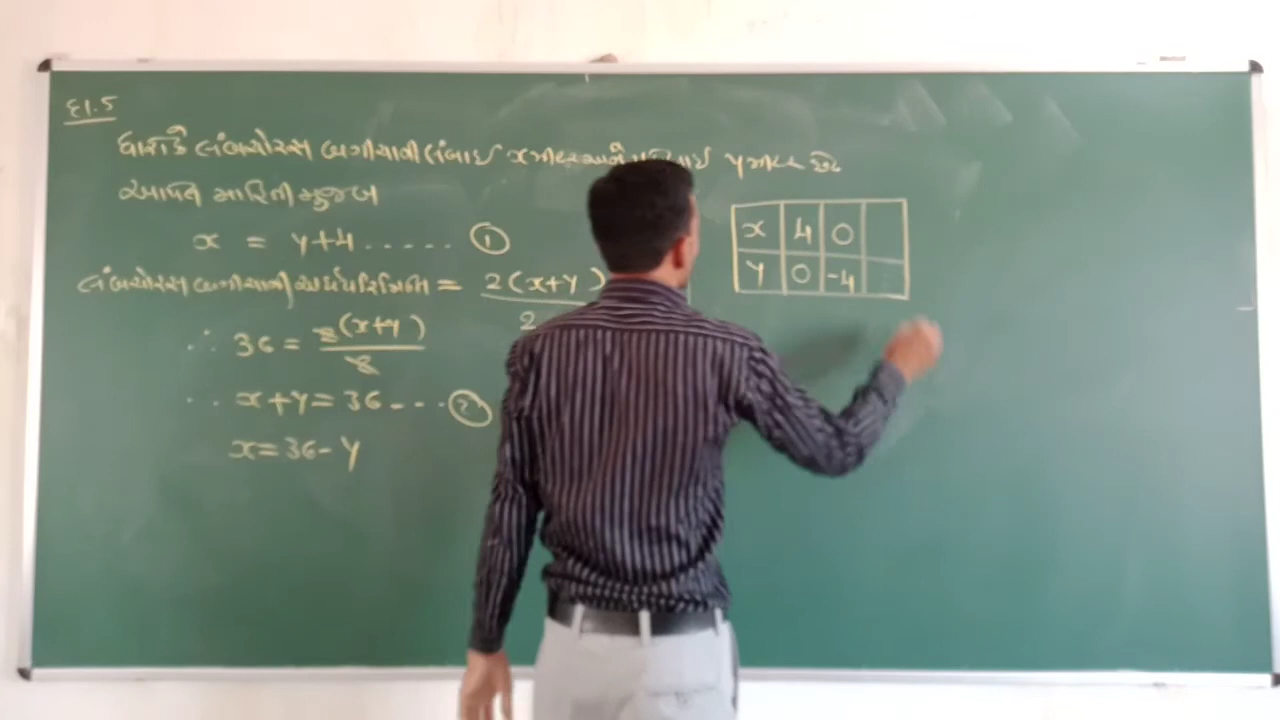 દા.5
ધારોકે લંબચોરસ બગીચાની લંબાઈ x મીટર અને y મીટર છે
આપેલ માહિતી મુજબ
x = y+4 ...... ①
લંબચોરસ બગીચાની અર્ધપરિમિતિ = 2(x+y) / 2
∴ 36 = 2(x+y) / 2
∴ x+y=36 --- ②
x=36-y
x 4 0
y 0 -4